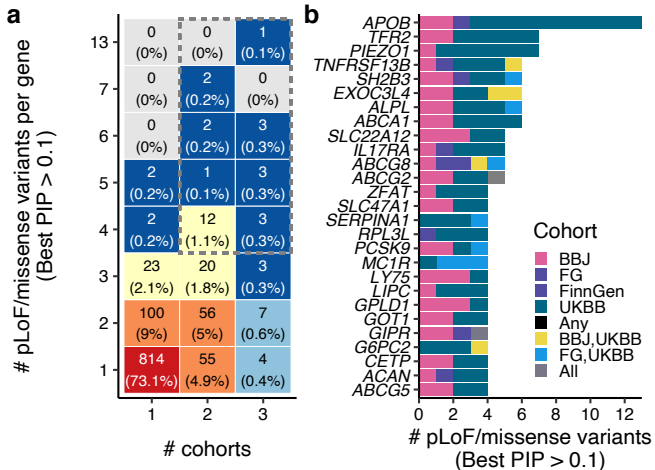 a
# pLoF/missense variants per gene
(Best PIP > 0.1)
13
7
6
5
4
3
2
1
0
(0%)
0
(0%)
1
(0.1%)
0
(0%)
2
(0.2%)
0
(0%)
0
(0%)
2
(0.2%)
3
(0.3%)
2
(0.2%)
1
(0.1%)
3
(0.3%)
2
(0.2%)
12
(1.1%)
3
(0.3%)
23
(2.1%)
20
(1.8%)
3
(0.3%)
100
(9%)
56
(5%)
7
(0.6%)
814
(73.1%)
55
(4.9%)
4
(0.4%)
1 2 3
# cohorts
b
APOB
TFR2
PIEZO1
TNFRSF13B
SH2B3
EXOC3L4
ALPL
ABCA1
SLC22A12
IL17RA
ABCG8
ABCG2
ZFAT
SLC47A1
SERPINA1
RPL3L
PCSK9
MC1R
LY75
LIPC
GPLD1
GOT1
GIPR
G6PC2
CETP
ACAN
ABCG5
Cohort
BBJ
FG
FinnGen
UKBB
Any
BBJ,UKBB
FG,UKBB
All
0 2 4 6 8 10 12
# pLoF/missense variants
(Best PIP > 0.1)